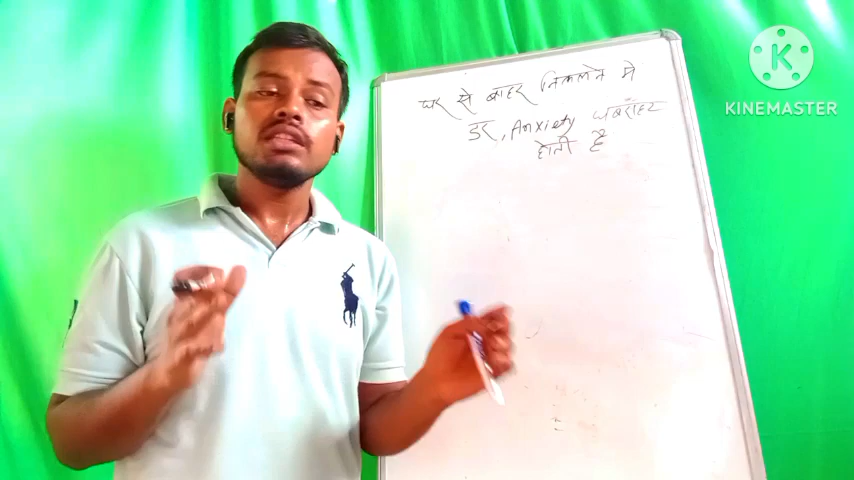 घर से बाहर निकलने में
डर, Anxiety घबराहट
होती है
KINEMASTER